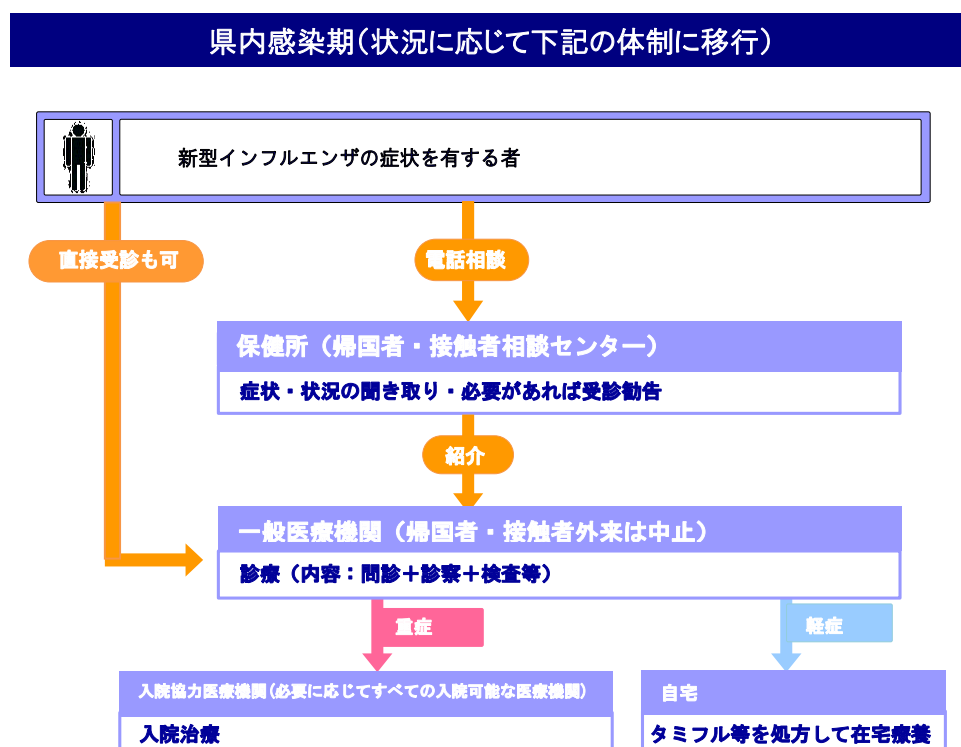 県内感染期(状況に応じて下記の体制に移行)
新型インフルエンザの症状を有する者
直接受診も可
電話相談
保健所（帰国者・接触者相談センター）
症状・状況の聞き取り・必要があれば受診勧告
紹介
一般医療機関（帰国者・接触者外来は中止）
診療（内容：問診＋診察＋検査等）
重症
軽症
入院協力医療機関(必要に応じてすべての入院可能な医療機関)
自宅
入院治療
タミフル等を処方して在宅療養